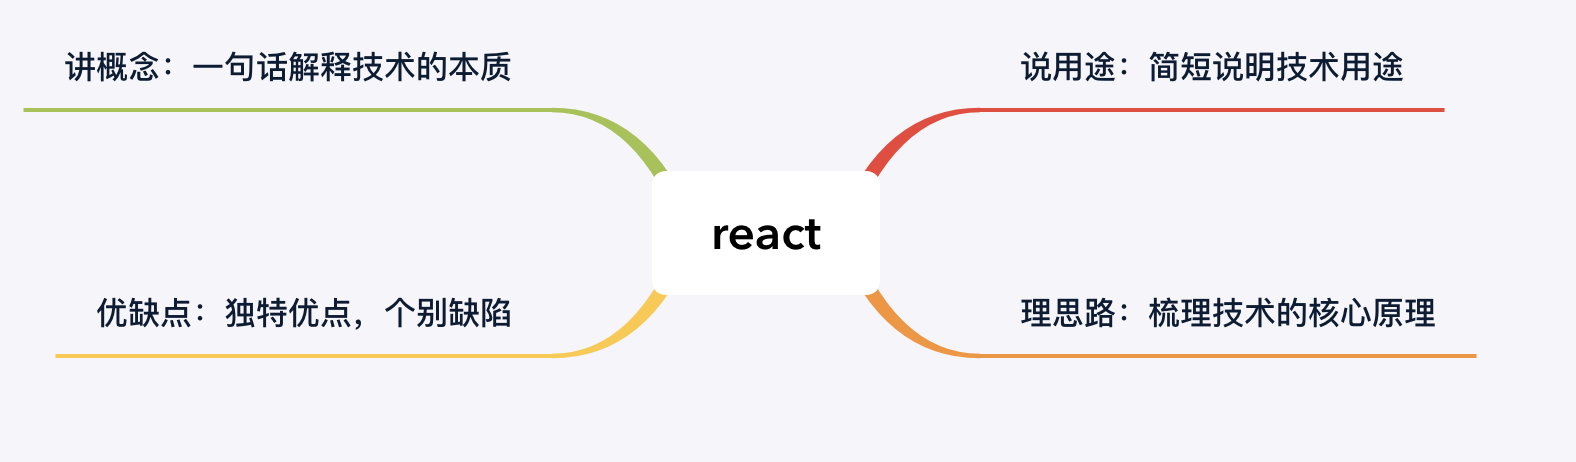 讲概念：一句话解释技术的本质
说用途：简短说明技术用途
react
优缺点：独特优点，个别缺陷
理思路：梳理技术的核心原理